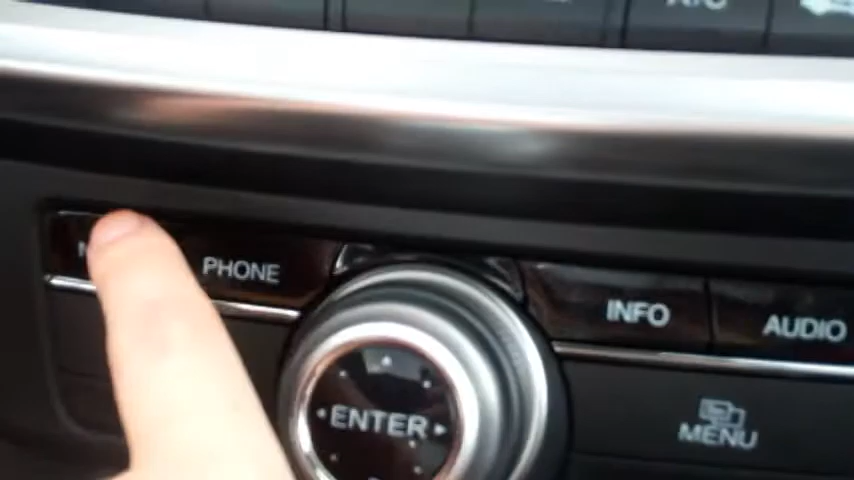 A/C
PHONE
INFO
AUDIO
ENTER
MENU